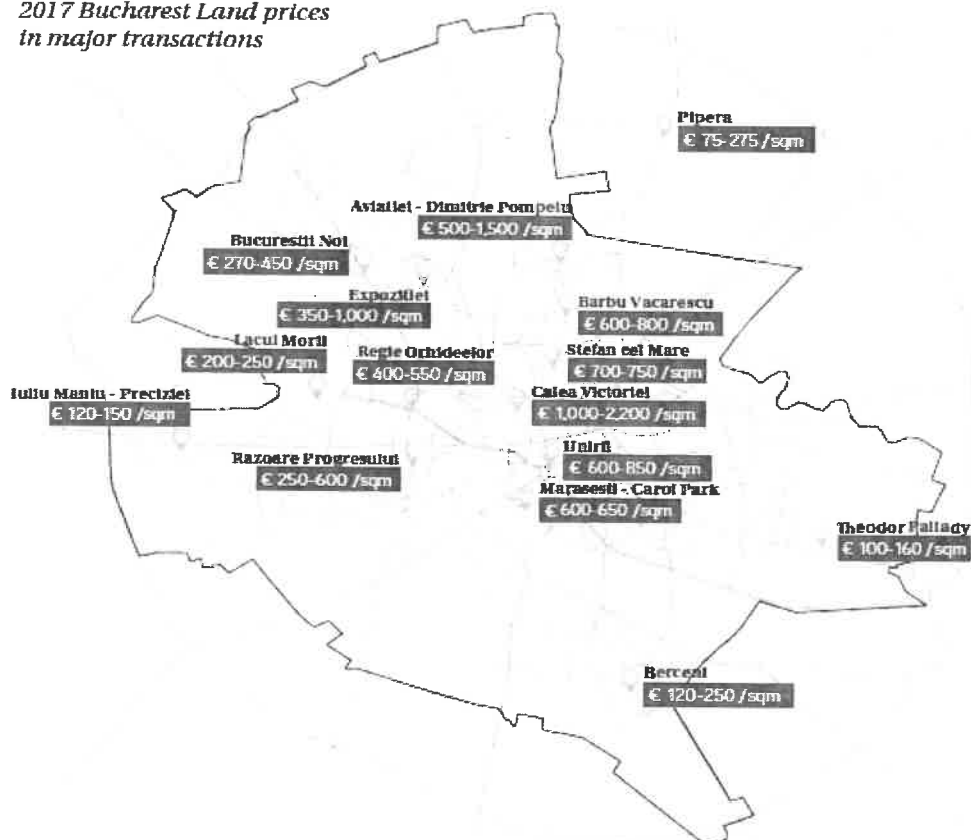 2017 Bucharest Land prices
in major transactions
Pipera
€ 75-275 /sqm
Aviatiei - Dimitrie Pompeiu
€ 500-1,500 /sqm
Bucurestii Noi
€ 270-450 /sqm
Expozitiei
€ 350-1,000 /sqm
Barbu Vacarescu
€ 600-800 /sqm
Lacul Morii
€ 200-250 /sqm
Regie Orhideelor
€ 400-550 /sqm
Stefan cel Mare
€ 700-750 /sqm
Iuliu Maniu - Preciziei
€ 120-150 /sqm
Calea Victoriei
€ 1,000-2,200 /sqm
Razoare Progresului
€ 250-600 /sqm
Unirii
€ 600-850 /sqm
Marasesti - Carol Park
€ 600-650 /sqm
Theodor Pallady
€ 100-160 /sqm
Berceni
€ 120-250 /sqm